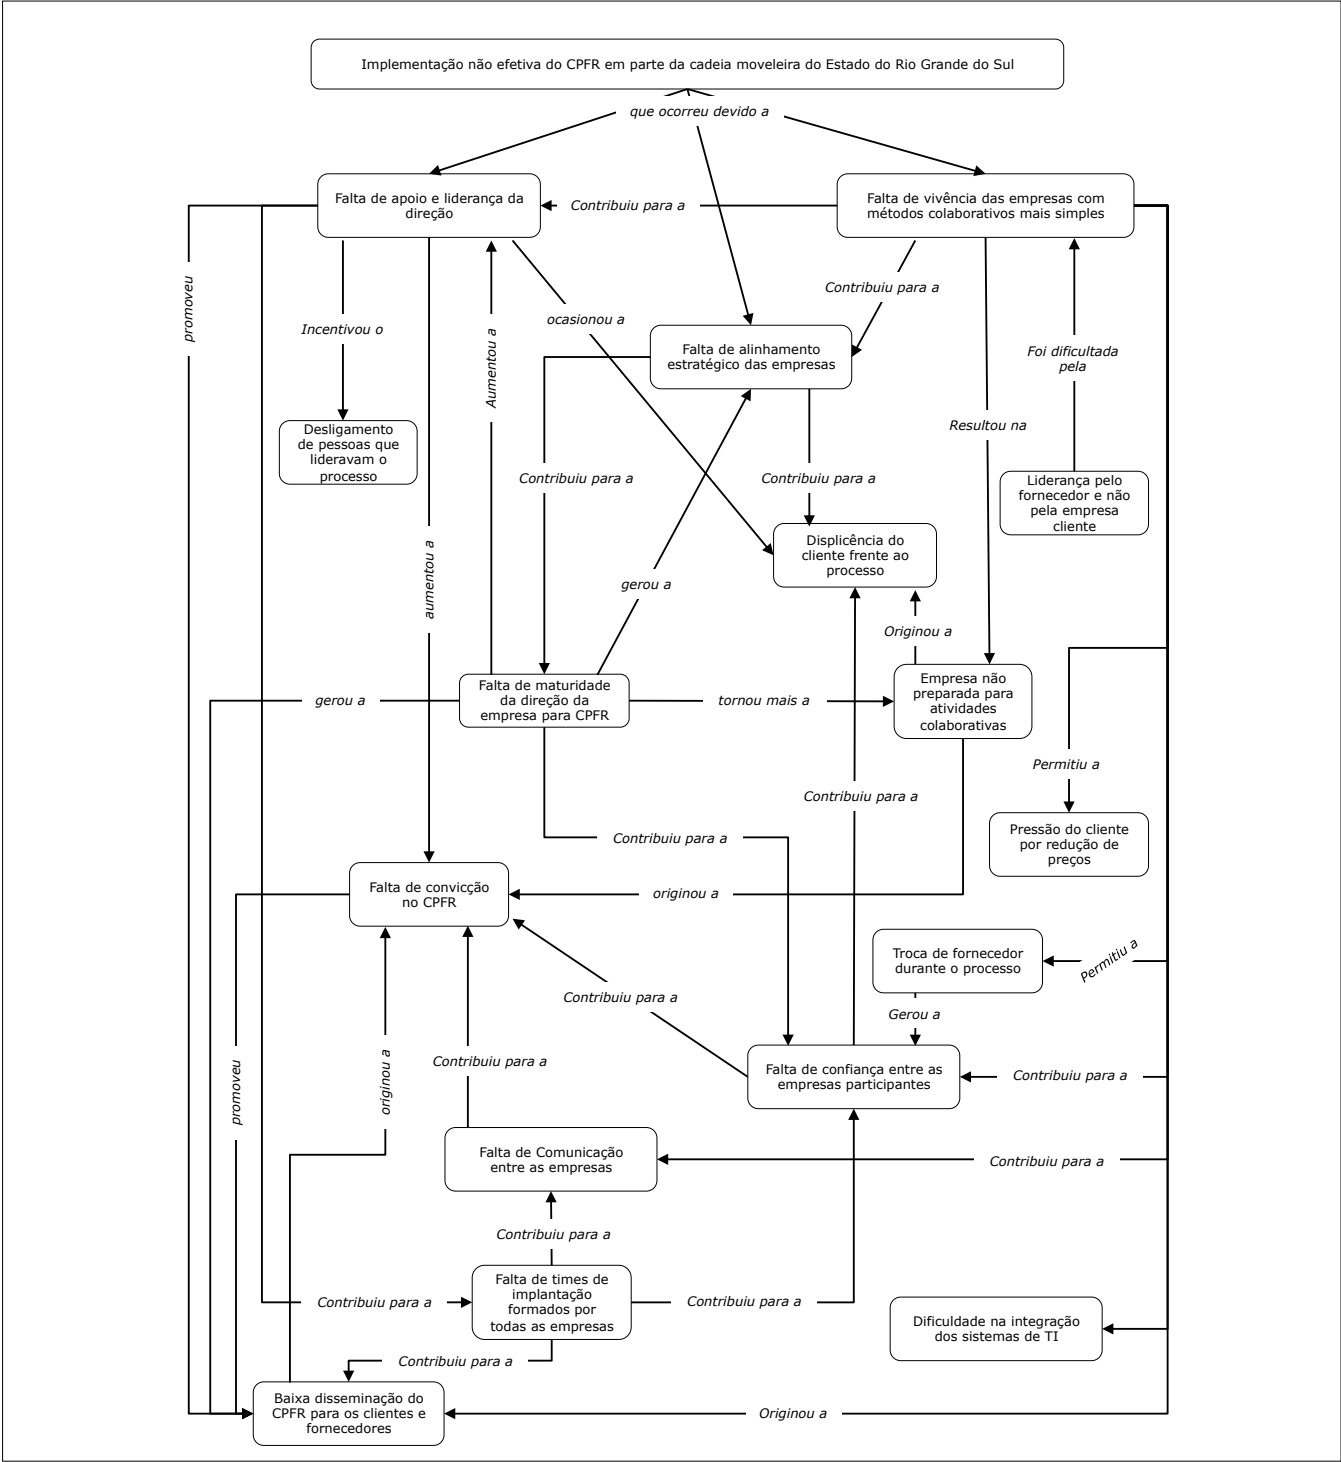 Implementação não efetiva do CPFR em parte da cadeia moveleira do Estado do Rio Grande do Sul
que ocorreu devido a
Falta de apoio e liderança da
direção
Contribuiu para a
Falta de vivência das empresas com
métodos colaborativos mais simples
promoveu
Incentivou o
Aumentou a
ocasionou a
Contribuiu para a
Falta de alinhamento
estratégico das empresas
Foi dificultada
pela
Desligamento
de pessoas que
lideravam o
processo
Resultou na
Contribuiu para a
Contribuiu para a
Liderança pelo
fornecedor e não
pela empresa
cliente
Displicência do
cliente frente ao
processo
aumentou a
gerou a
Originou a
gerou a
Falta de maturidade
da direção da
empresa para CPFR
tornou mais a
Empresa não
preparada para
atividades
colaborativas
Permitiu a
Contribuiu para a
Contribuiu para a
Pressão do cliente
por redução de
preços
Falta de convicção
no CPFR
originou a
Troca de fornecedor
durante o processo
Permitiu a
Contribuiu para a
Gerou a
promoveu
originou a
Contribuiu para a
Falta de confiança entre as
empresas participantes
Contribuiu para a
Falta de Comunicação
entre as empresas
Contribuiu para a
Contribuiu para a
Contribuiu para a
Falta de times de
implantação
formados por
todas as empresas
Contribuiu para a
Dificuldade na integração
dos sistemas de TI
Contribuiu para a
Baixa disseminação do
CPFR para os clientes e
fornecedores
Originou a